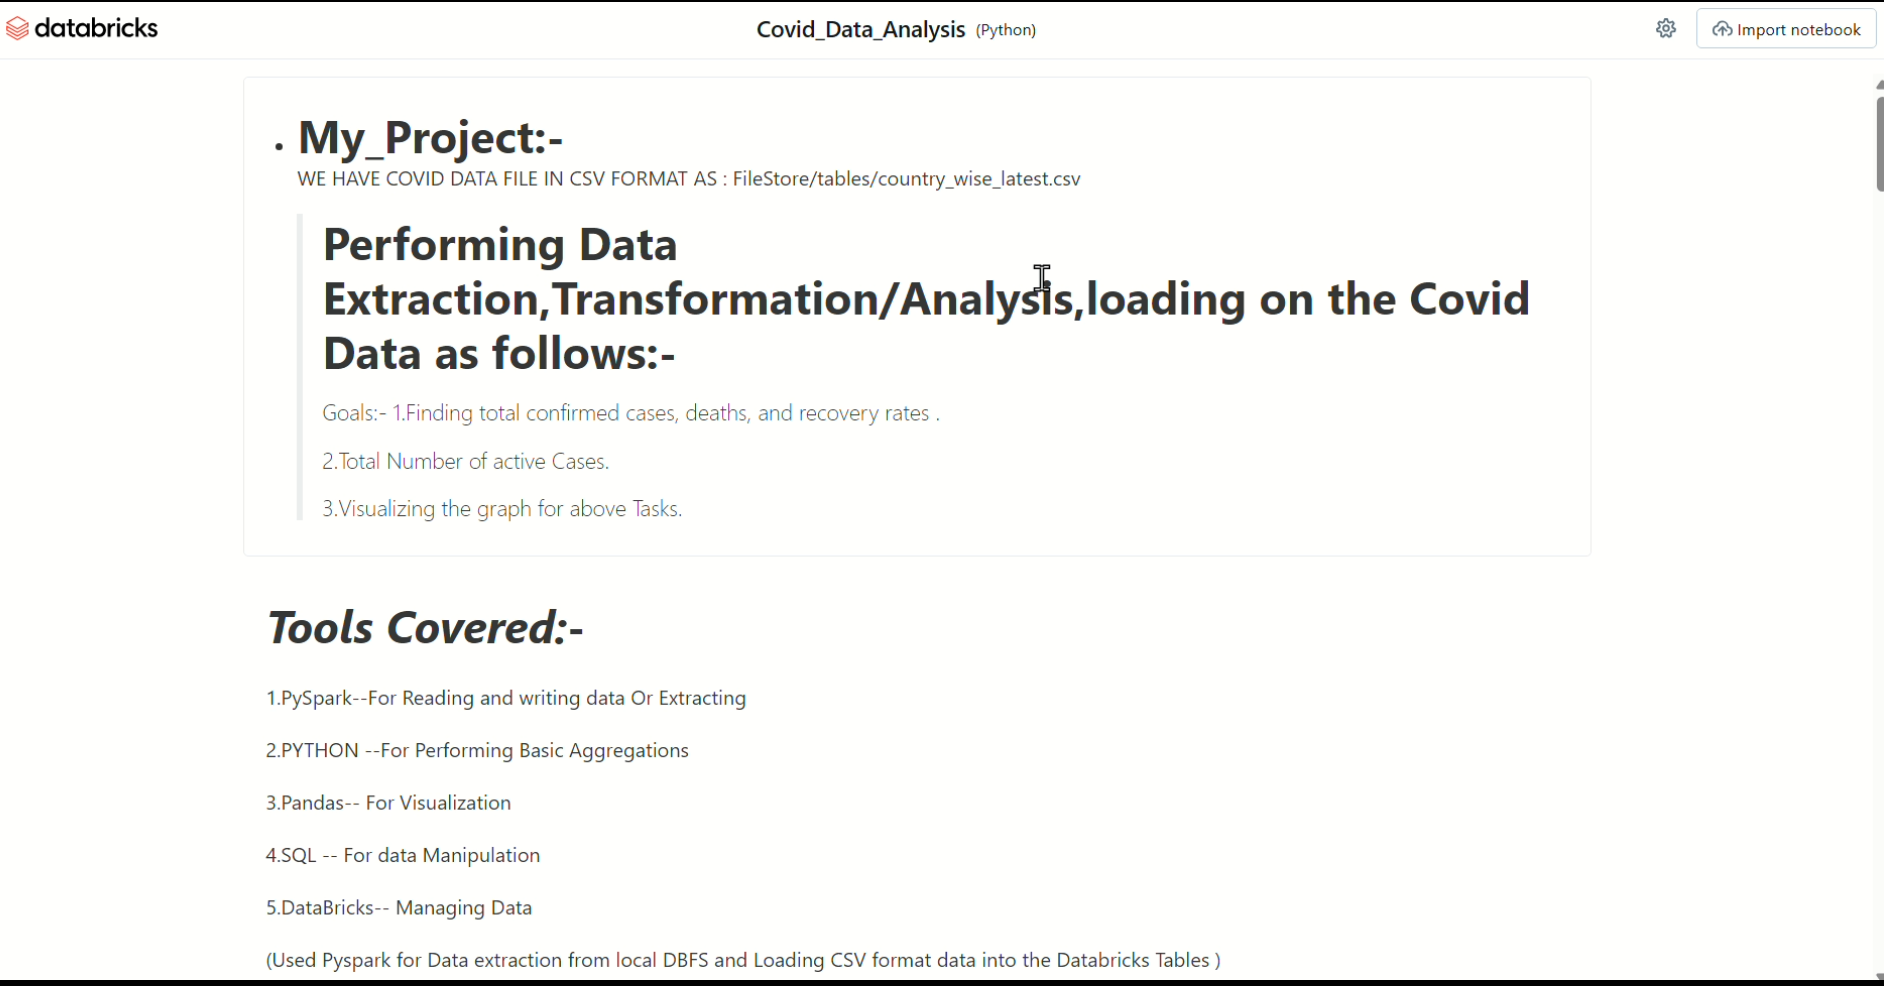 databricks
Covid_Data_Analysis (Python)
Import notebook
• My_Project:-
WE HAVE COVID DATA FILE IN CSV FORMAT AS : FileStore/tables/country_wise_latest.csv
Performing Data
Extraction,Transformation/Analysis,loading on the Covid
Data as follows:-
Goals:- 1.Finding total confirmed cases, deaths, and recovery rates .
2.Total Number of active Cases.
3.Visualizing the graph for above Tasks.
Tools Covered:-
1.PySpark--For Reading and writing data Or Extracting
2.PYTHON --For Performing Basic Aggregations
3.Pandas-- For Visualization
4.SQL -- For data Manipulation
5.DataBricks-- Managing Data
(Used Pyspark for Data extraction from local DBFS and Loading CSV format data into the Databricks Tables )